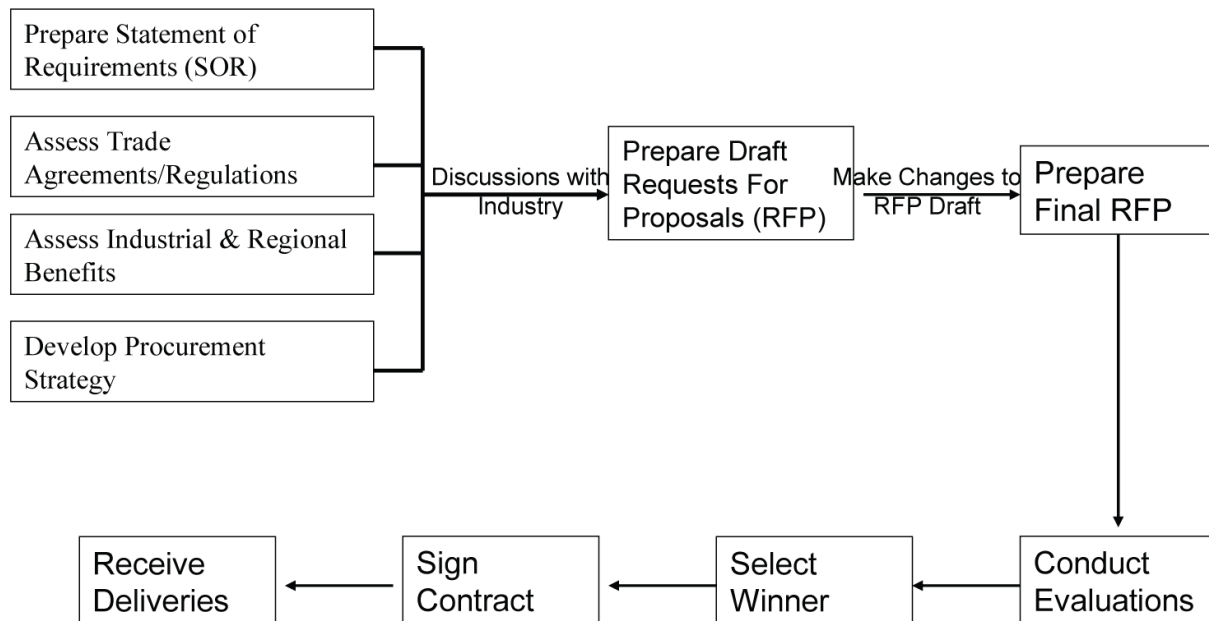 Prepare Statement of
Requirements (SOR)
Assess Trade
Agreements/Regulations
Assess Industrial & Regional
Benefits
Develop Procurement
Strategy
Discussions with
Industry
Prepare Draft
Requests For
Proposals (RFP)
Make Changes to
RFP Draft
Prepare
Final RFP
Conduct
Evaluations
Select
Winner
Sign
Contract
Receive
Deliveries